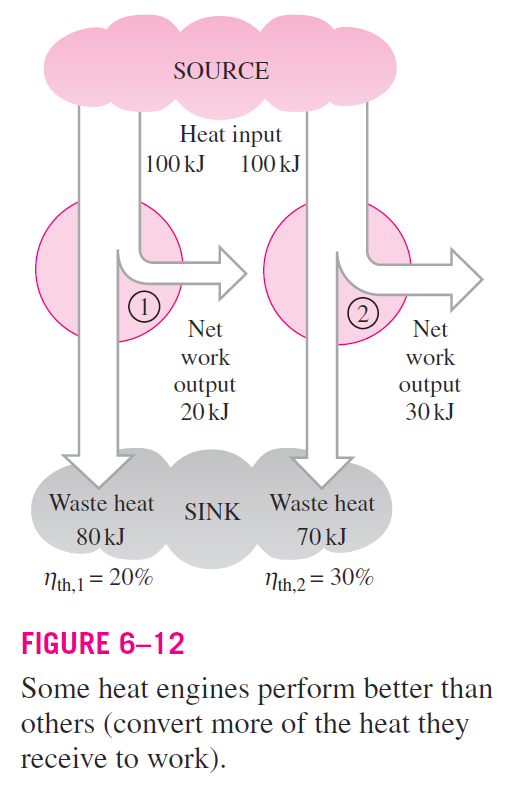 SOURCE
Heat input
100 kJ 100 kJ
1
2
Net
work
output
20 kJ
Net
work
output
30 kJ
Waste heat
80 kJ
SINK
Waste heat
70 kJ
ηth,1 = 20%
ηth,2 = 30%
FIGURE 6–12
Some heat engines perform better than
others (convert more of the heat they
receive to work).